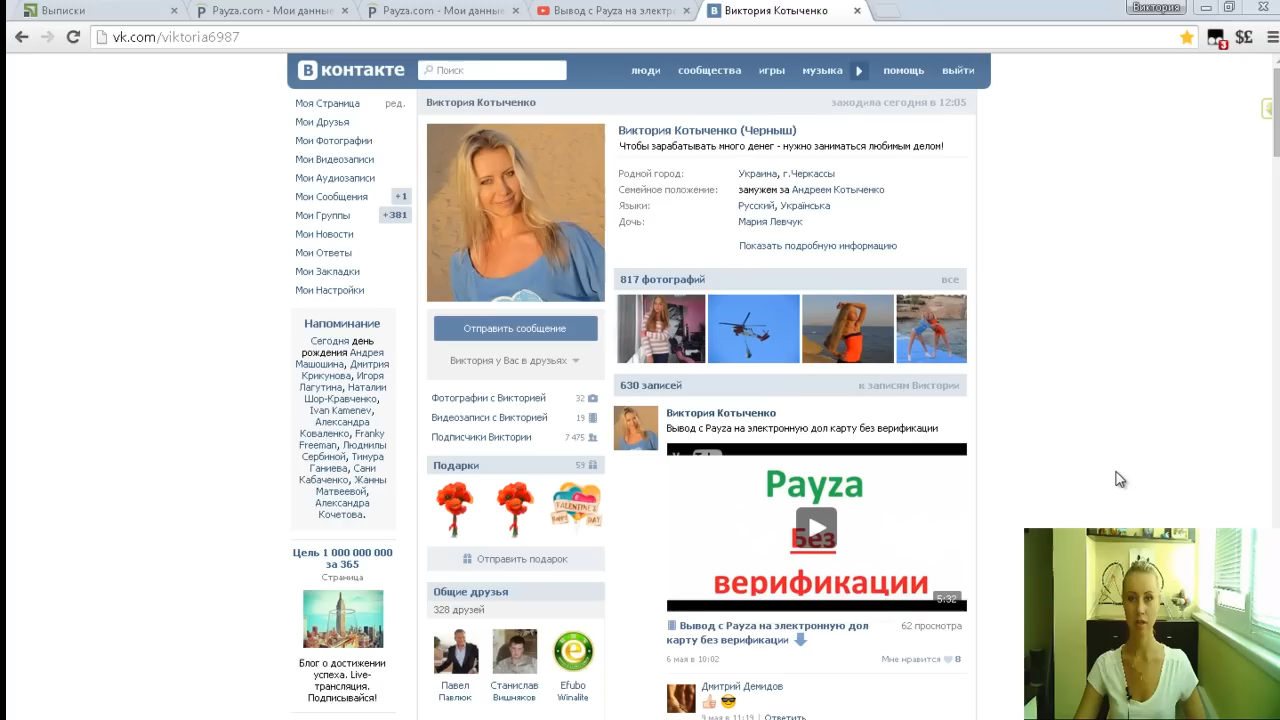 Выписки
Payza.com - Мои данные
Payza.com - Мои данные
Вывод с Payza на электр
Виктория Котыченко
Виктория
vk.com/viktoria6987
3
$£
В контакте
Поиск
люди сообщества игры музыка помощь выйти
Моя Страница ред.
Мои Друзья
Мои Фотографии
Мои Видеозаписи
Мои Аудиозаписи
Мои Сообщения +1
Мои Группы +381
Мои Новости
Мои Ответы
Мои Закладки
Мои Настройки
Напоминание
Сегодня день
рождения Андрея
Машошина, Дмитрия
Крикунова, Игоря
Лагутина, Наталии
Шор-Кравченко,
Ivan Kamenev,
Александра
Коваленко, Franky
Freeman, Людмилы
Сербиной, Тимура
Ганиева, Сани
Кабаченко, Жанны
Матвеевой,
Александра
Кочетова.
Цель 1 000 000 000
за 365
Страница
Блог о достижении
успеха. Live-
трансляция.
Подписывайся!
Виктория Котыченко заходила сегодня в 12:05
Отправить сообщение
Виктория у Вас в друзьях
Фотографии с Викторией 32
Видеозаписи с Викторией 19
Подписчики Виктории 7 475
Подарки 59
VALENTINE'S
Отправить подарок
Общие друзья
328 друзей
Павел
Павлюк
Станислав
Вишняков
Efubo
Winalite
Виктория Котыченко (Черныш)
Чтобы зарабатывать много денег - нужно заниматься любимым делом!
Родной город: Украина, г.Черкассы
Семейное положение: замужем за Андреем Котыченко
Языки: Русский, Українська
Дочь: Мария Левчук
Показать подробную информацию
817 фотографий все
630 записей к записям Виктории
Виктория Котыченко
Вывод с Payza на электронную дол карту без верификации
Payza
Без
верификации
5:32
Вывод с Payza на электронную дол
карту без верификации
62 просмотра
6 мая в 10:02 Мне нравится 8
Дмитрий Демидов
9 мая в 11:19 | Ответить